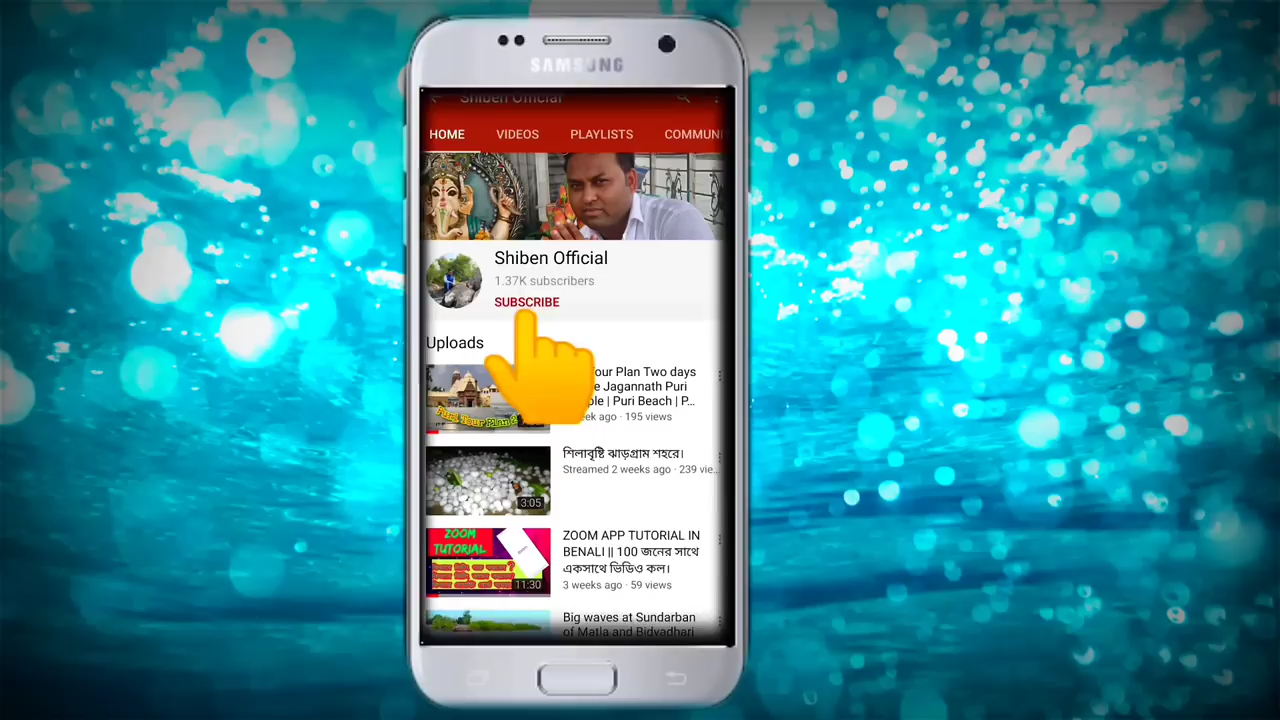 SAMSUNG
Shiben Official
HOME VIDEOS PLAYLISTS COMMUNI
Shiben Official
1.37K subscribers
SUBSCRIBE
Uploads
our Plan Two days
Jagannath Puri
Puri Beach | P...
ago · 195 views
Puri Tour Plan
শিলাবৃষ্টি ঝাড়গ্রাম শহরে।
Streamed 2 weeks ago · 239 vie...
3:05
ZOOM APP TUTORIAL IN
BENALI || 100 জনের সাথে
একসাথে ভিডিও কল।
3 weeks ago · 59 views
ZOOM
TUTORIAL
11:30
Big waves at Sundarban
of Matla and Bidyadhari